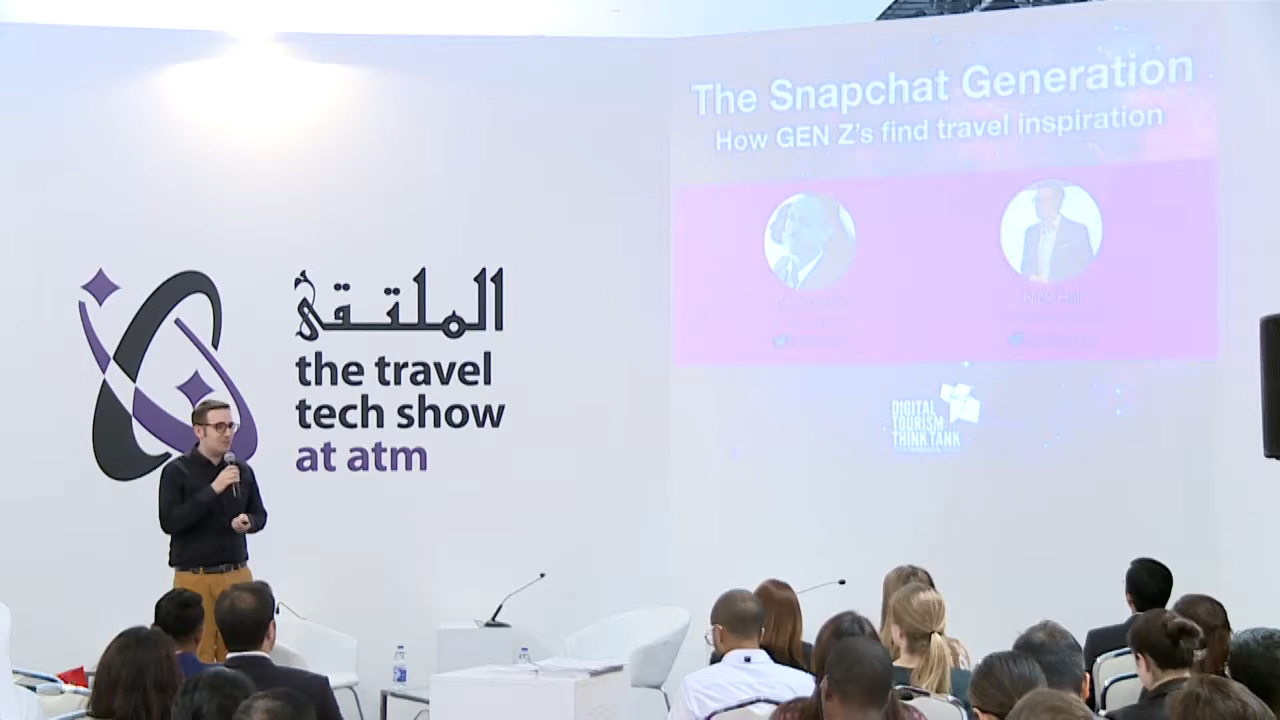 الملتقى
the travel
tech show
at atm
The Snapchat Generation
How GEN Z's find travel inspiration
Nick Hall
DIGITAL
TOURISM
THINK TANK